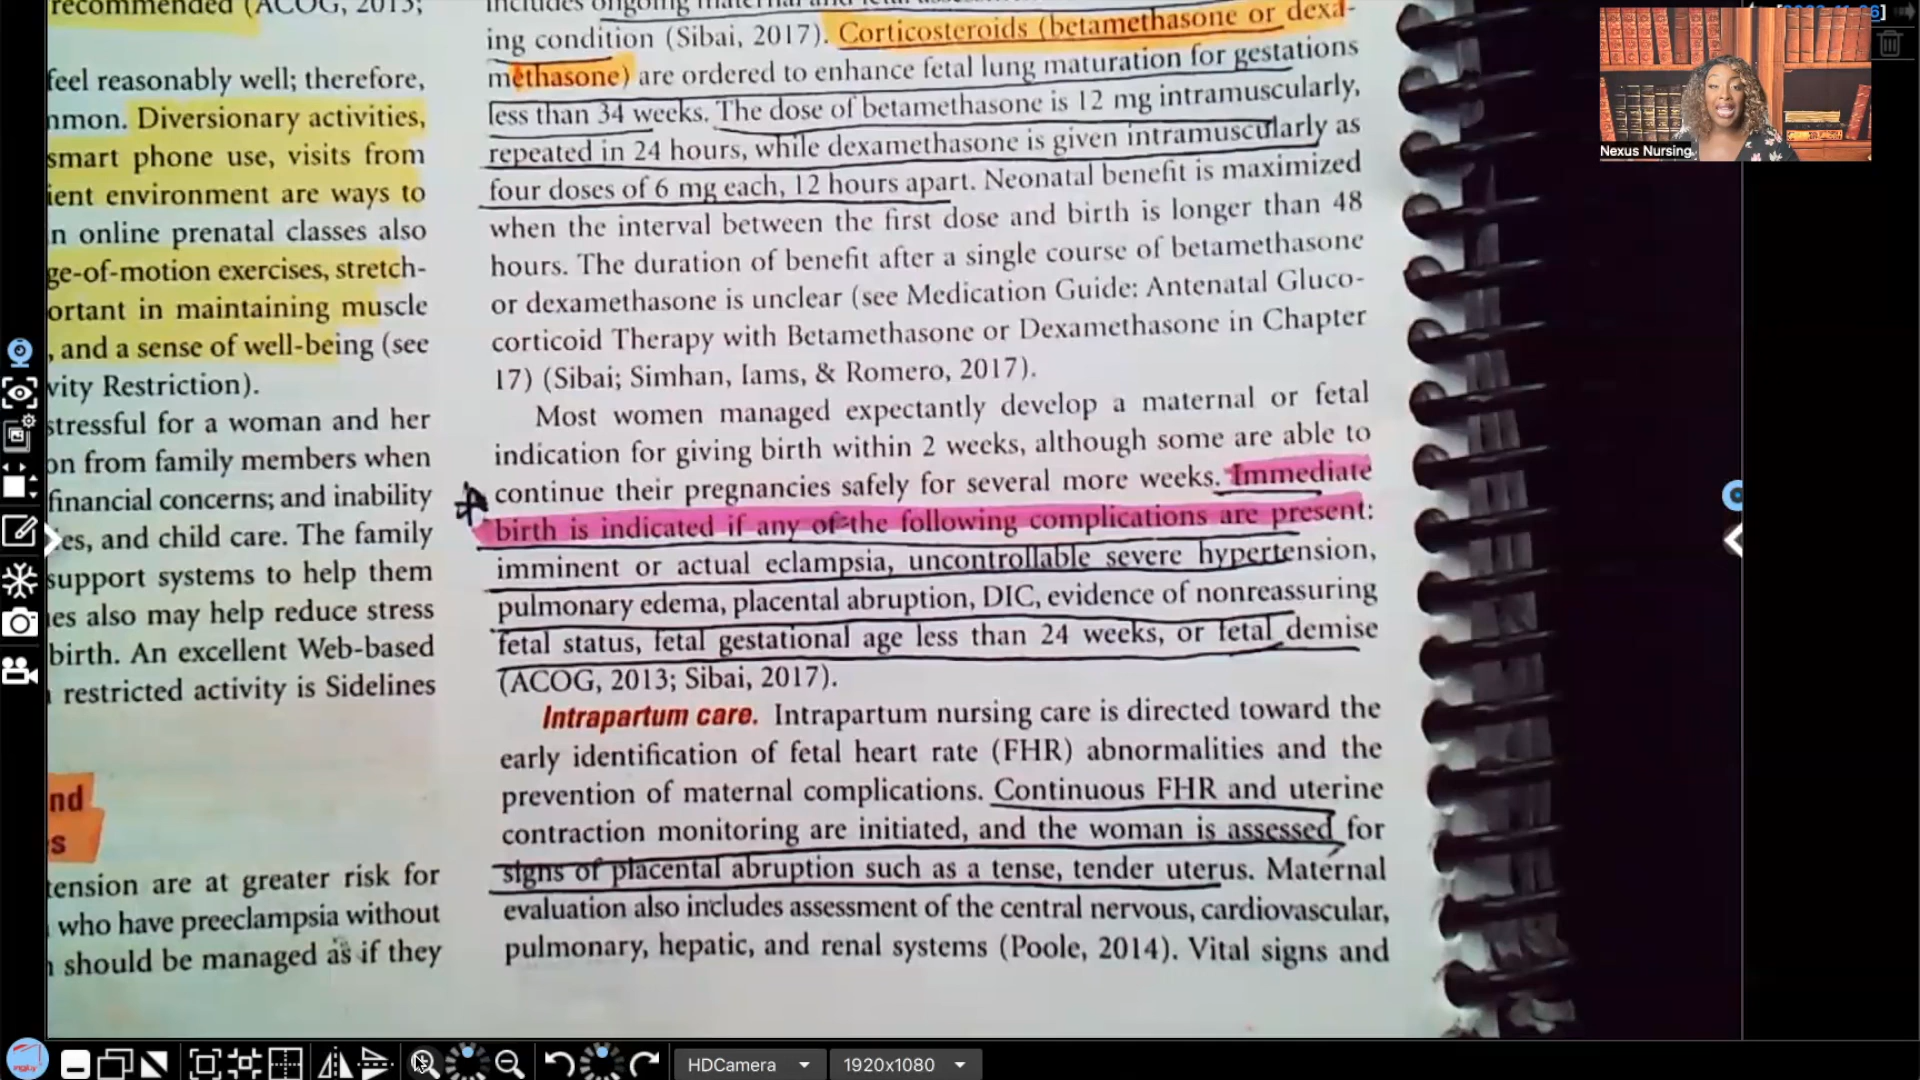 recommended (ACOG, 2013;
feel reasonably well; therefore,
mmon. Diversionary activities,
smart phone use, visits from
ient environment are ways to
n online prenatal classes also
ge-of-motion exercises, stretch-
ortant in maintaining muscle
, and a sense of well-being (see
vity Restriction).
stressful for a woman and her
on from family members when
financial concerns; and inability
es, and child care. The family
support systems to help them
es also may help reduce stress
birth. An excellent Web-based
restricted activity is Sidelines
nd
s
tension are at greater risk for
who have preeclampsia without
should be managed as if they
includes ongoing maternal and fetal
ing condition (Sibai, 2017). Corticosteroids (betamethasone or dexa-
methasone) are ordered to enhance fetal lung maturation for gestations
less than 34 weeks. The dose of betamethasone is 12 mg intramuscularly,
repeated in 24 hours, while dexamethasone is given intramuscularly as
four doses of 6 mg each, 12 hours apart. Neonatal benefit is maximized
when the interval between the first dose and birth is longer than 48
hours. The duration of benefit after a single course of betamethasone
or dexamethasone is unclear (see Medication Guide: Antenatal Gluco-
corticoid Therapy with Betamethasone or Dexamethasone in Chapter
17) (Sibai; Simhan, Iams, & Romero, 2017).
Most women managed expectantly develop a maternal or fetal
indication for giving birth within 2 weeks, although some are able to
continue their pregnancies safely for several more weeks. Immediate
birth is indicated if any of the following complications are present:
imminent or actual eclampsia, uncontrollable severe hypertension,
pulmonary edema, placental abruption, DIC, evidence of nonreassuring
fetal status, fetal gestational age less than 24 weeks, or fetal demise
(ACOG, 2013; Sibai, 2017).
Intrapartum care. Intrapartum nursing care is directed toward the
early identification of fetal heart rate (FHR) abnormalities and the
prevention of maternal complications. Continuous FHR and uterine
contraction monitoring are initiated, and the woman is assessed for
signs of placental abruption such as a tense, tender uterus. Maternal
evaluation also includes assessment of the central nervous, cardiovascular,
pulmonary, hepatic, and renal systems (Poole, 2014). Vital signs and
Nexus Nursing
HDCamera
1920x1080